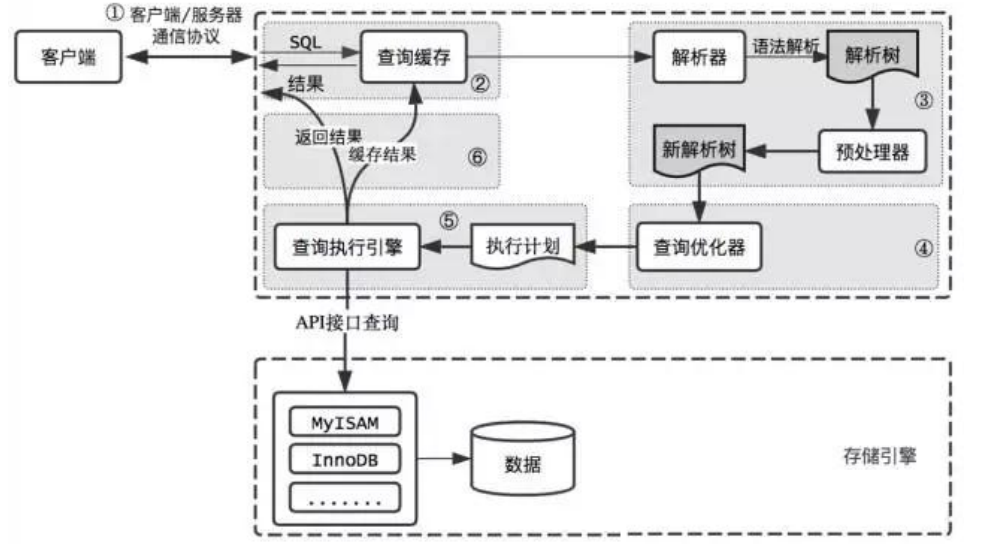 ① 客户端/服务器
通信协议
客户端
SQL
查询缓存
②
结果
解析器
语法解析
解析树
③
返回结果
缓存结果
⑥
新解析树
预处理器
查询执行引擎
⑤
执行计划
查询优化器
④
API接口查询
MyISAM
InnoDB
.......
数据
存储引擎